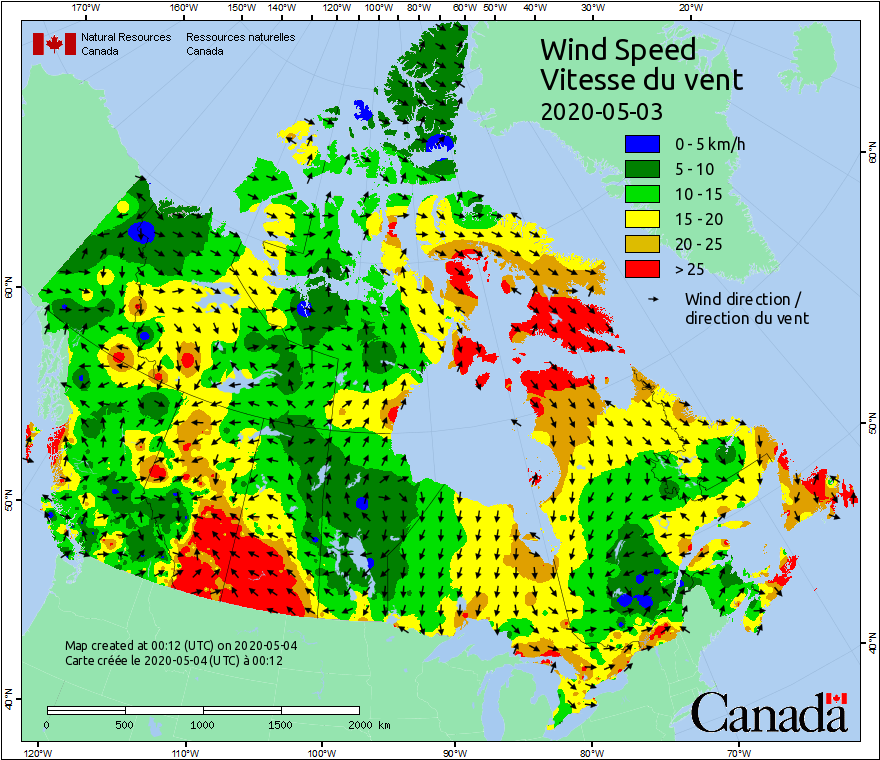 170°W 160°W 150°W 140°W 130°W 120°W 110°W 100°W 90°W 80°W 70°W 60°W 50°W 40°W 30°W 20°W
Natural Resources Canada
Ressources naturelles Canada
Wind Speed
Vitesse du vent
2020-05-03
0 - 5 km/h
5 - 10
10 - 15
15 - 20
20 - 25
> 25
Wind direction /
direction du vent
60°N
60°N
50°N
50°N
40°N
40°N
Map created at 00:12 (UTC) on 2020-05-04
Carte créée le 2020-05-04 (UTC) à 00:12
0 500 1000 1500 2000 km
Canada
120°W 110°W 100°W 90°W 80°W 70°W